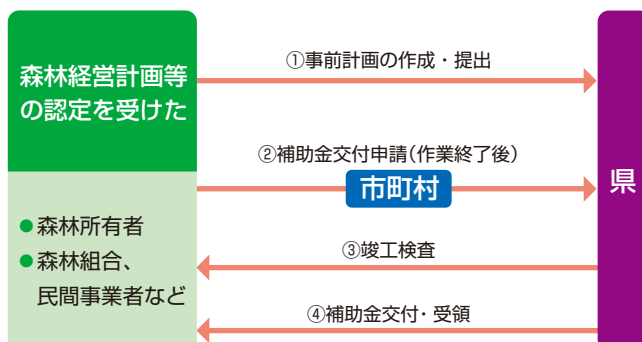 森林経営計画等
の認定を受けた
●森林所有者
●森林組合、
民間事業者など
①事前計画の作成・提出
②補助金交付申請(作業終了後)
市町村
③竣工検査
④補助金交付・受領
県